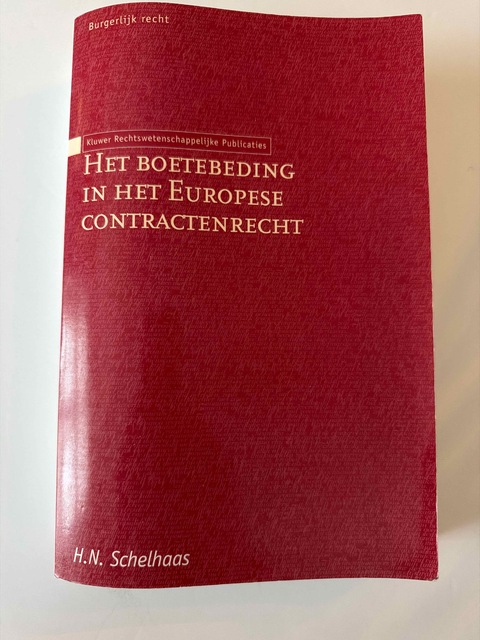 Burgerlijk recht
Kluwer Rechtswetenschappelijke Publicaties
HET BOETEBEDING
IN HET EUROPESE
CONTRACTENRECHT
H.N. Schelhaas